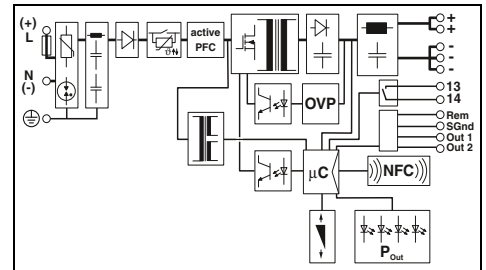 (+)
L
N
(-)
ϑ
active
PFC
OVP
+
+
-
-
-
13
14
Rem
SGnd
Out 1
Out 2
µC
NFC
P Out